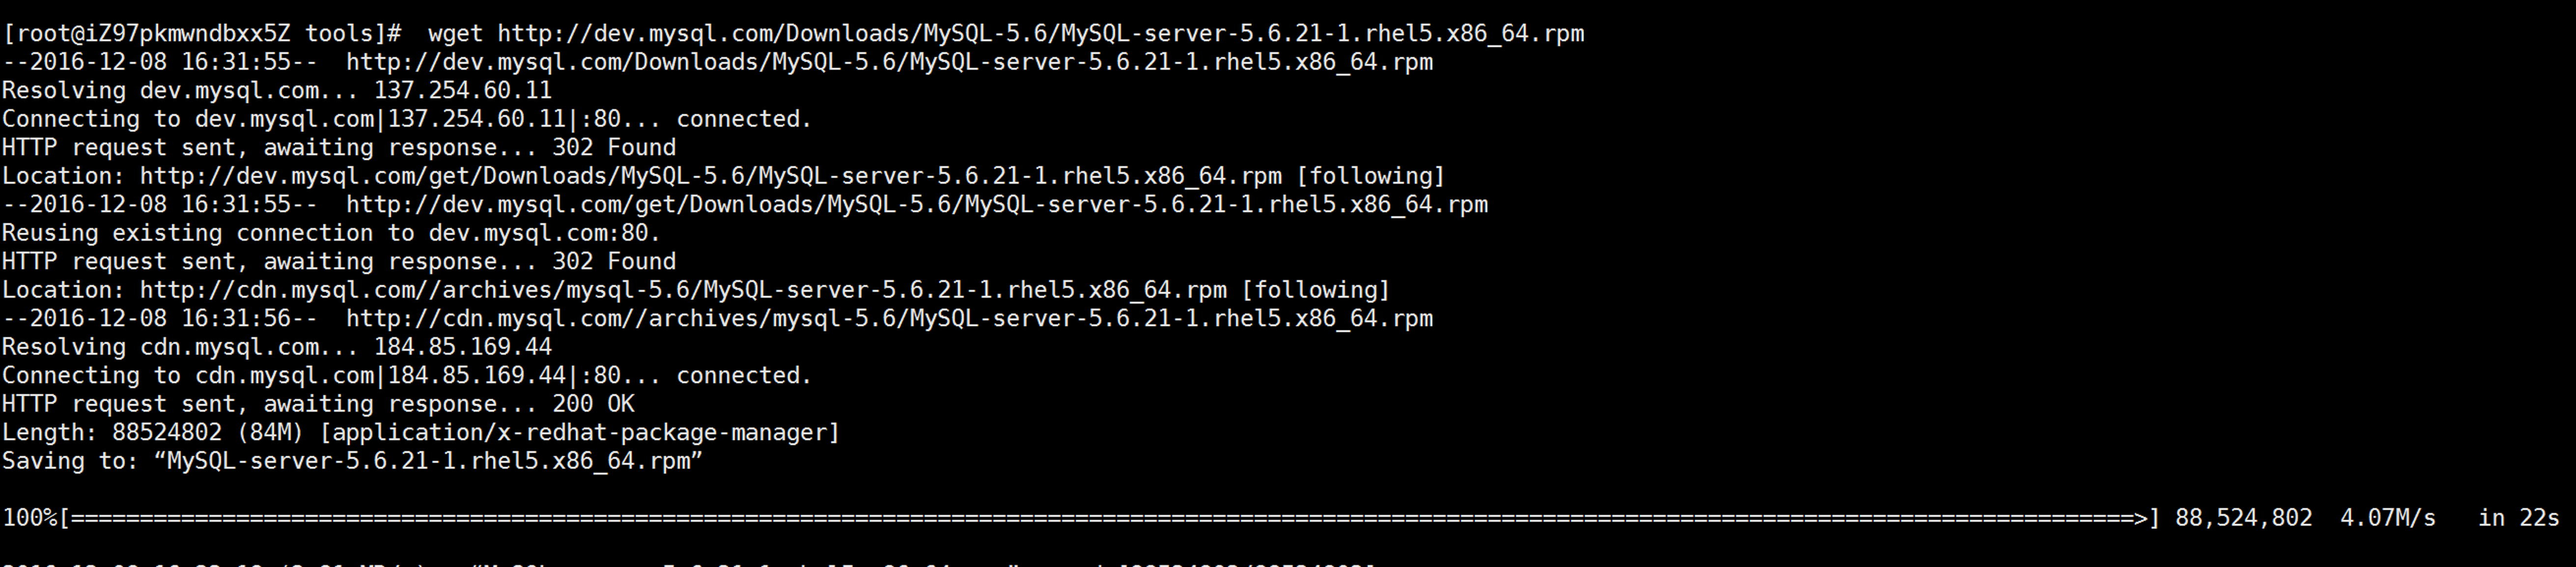 [root@iZ97pkmwndbxx5Z tools]#  wget http://dev.mysql.com/Downloads/MySQL-5.6/MySQL-server-5.6.21-1.rhel5.x86_64.rpm
--2016-12-08 16:31:55--  http://dev.mysql.com/Downloads/MySQL-5.6/MySQL-server-5.6.21-1.rhel5.x86_64.rpm
Resolving dev.mysql.com... 137.254.60.11
Connecting to dev.mysql.com|137.254.60.11|:80... connected.
HTTP request sent, awaiting response... 302 Found
Location: http://dev.mysql.com/get/Downloads/MySQL-5.6/MySQL-server-5.6.21-1.rhel5.x86_64.rpm [following]
--2016-12-08 16:31:55--  http://dev.mysql.com/get/Downloads/MySQL-5.6/MySQL-server-5.6.21-1.rhel5.x86_64.rpm
Reusing existing connection to dev.mysql.com:80.
HTTP request sent, awaiting response... 302 Found
Location: http://cdn.mysql.com//archives/mysql-5.6/MySQL-server-5.6.21-1.rhel5.x86_64.rpm [following]
--2016-12-08 16:31:56--  http://cdn.mysql.com//archives/mysql-5.6/MySQL-server-5.6.21-1.rhel5.x86_64.rpm
Resolving cdn.mysql.com... 184.85.169.44
Connecting to cdn.mysql.com|184.85.169.44|:80... connected.
HTTP request sent, awaiting response... 200 OK
Length: 88524802 (84M) [application/x-redhat-package-manager]
Saving to: “MySQL-server-5.6.21-1.rhel5.x86_64.rpm”
100%[======================================================================================================================================================>] 88,524,802  4.07M/s   in 22s